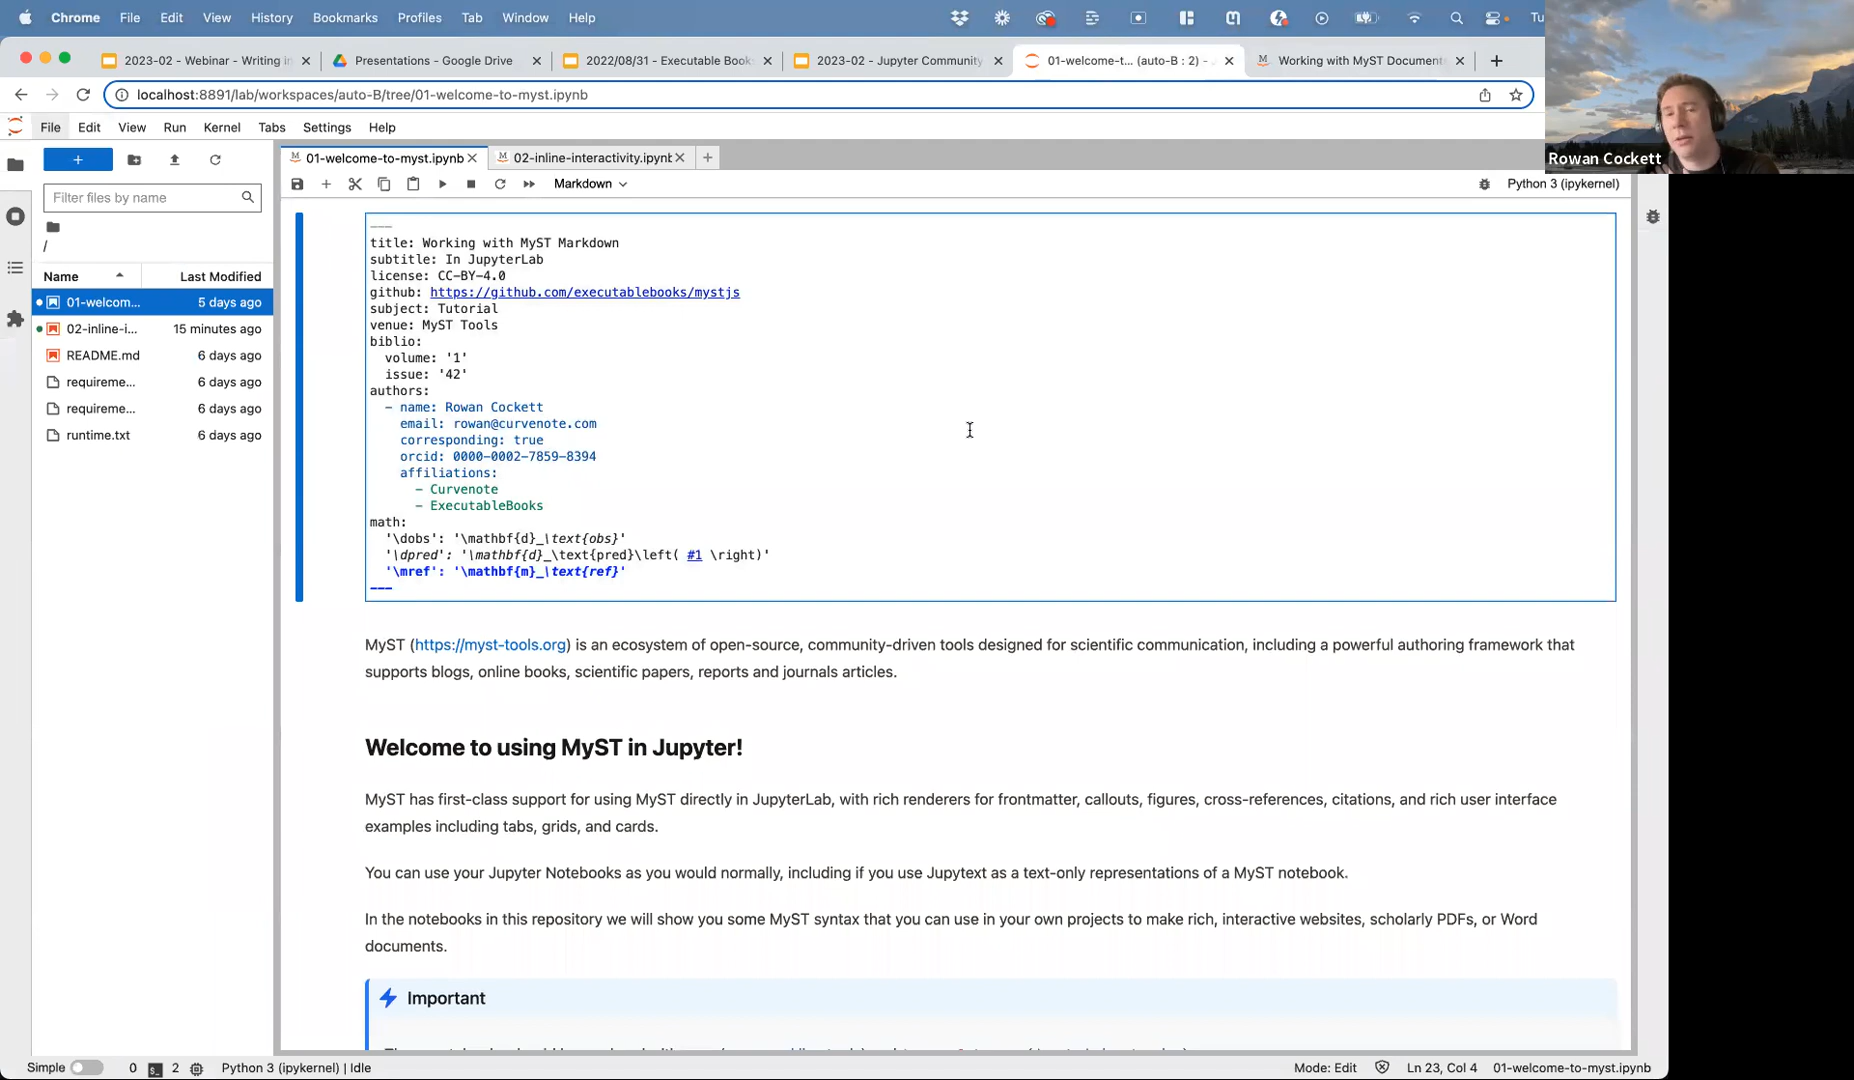 Chrome File Edit View History Bookmarks Profiles Tab Window Help Tu
2023-02 - Webinar - Writing in
Presentations - Google Drive
2022/08/31 - Executable Book
2023-02 - Jupyter Community
01-welcome-t... (auto-B : 2) -
Working with MyST Document
localhost:8891/lab/workspaces/auto-B/tree/01-welcome-to-myst.ipynb
Rowan Cockett
File Edit View Run Kernel Tabs Settings Help
01-welcome-to-myst.ipynb
02-inline-interactivity.ipynb
Markdown
Python 3 (ipykernel)
Filter files by name
/
Name Last Modified
01-welcom... 5 days ago
02-inline-i... 15 minutes ago
README.md 6 days ago
requireme... 6 days ago
requireme... 6 days ago
runtime.txt 6 days ago
---
title: Working with MyST Markdown
subtitle: In JupyterLab
license: CC-BY-4.0
github: https://github.com/executablebooks/mystjs
subject: Tutorial
venue: MyST Tools
biblio:
volume: '1'
issue: '42'
authors:
- name: Rowan Cockett
email: rowan@curvenote.com
corresponding: true
orcid: 0000-0002-7859-8394
affiliations:
- Curvenote
- ExecutableBooks
math:
'\dobs': '\mathbf{d}_\text{obs}'
'\dpred': '\mathbf{d}_\text{pred}\left( #1 \right)'
'\mref': '\mathbf{m}_\text{ref}'
---
MyST (https://myst-tools.org) is an ecosystem of open-source, community-driven tools designed for scientific communication, including a powerful authoring framework that
supports blogs, online books, scientific papers, reports and journals articles.
Welcome to using MyST in Jupyter!
MyST has first-class support for using MyST directly in JupyterLab, with rich renderers for frontmatter, callouts, figures, cross-references, citations, and rich user interface
examples including tabs, grids, and cards.
You can use your Jupyter Notebooks as you would normally, including if you use Jupytext as a text-only representations of a MyST notebook.
In the notebooks in this repository we will show you some MyST syntax that you can use in your own projects to make rich, interactive websites, scholarly PDFs, or Word
documents.
Important
Simple 0 2 Python 3 (ipykernel) | Idle
Mode: Edit Ln 23, Col 4 01-welcome-to-myst.ipynb